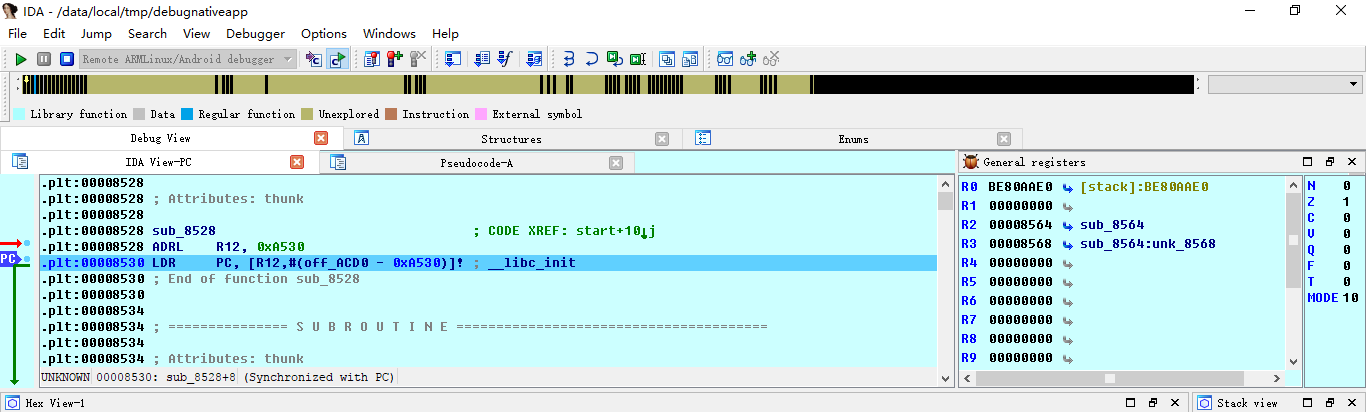 IDA - /data/local/tmp/debugnativeapp
File Edit Jump Search View Debugger Options Windows Help
Remote ARMLinux/Android debugger
Library function Data Regular function Unexplored Instruction External symbol
Debug View Structures Enums
IDA View-PC Pseudocode-A
.plt:00008528
.plt:00008528 ; Attributes: thunk
.plt:00008528
.plt:00008528 sub_8528 ; CODE XREF: start+10↓j
.plt:00008528 ADRL R12, 0xA530
PC .plt:00008530 LDR PC, [R12,#(off_ACD0 - 0xA530)]! ; __libc_init
.plt:00008530 ; End of function sub_8528
.plt:00008530
.plt:00008534
.plt:00008534 ; =============== S U B R O U T I N E =======================================
.plt:00008534
.plt:00008534 ; Attributes: thunk
UNKNOWN 00008530: sub_8528+8 (Synchronized with PC)
General registers
R0 BE80AAE0 [stack]:BE80AAE0
R1 00000000
R2 00008564 sub_8564
R3 00008568 sub_8564:unk_8568
R4 00000000
R5 00000000
R6 00000000
R7 00000000
R8 00000000
R9 00000000
N 0
Z 1
C 0
V 0
Q 0
F 0
T 0
MODE 10
Hex View-1
Stack view